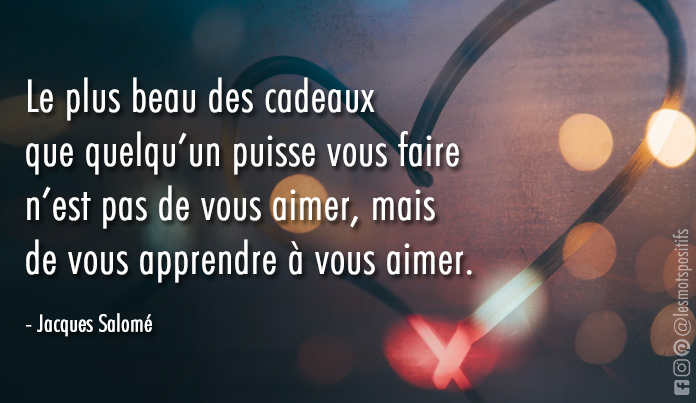 Le plus beau des cadeaux
que quelqu'un puisse vous faire
n'est pas de vous aimer, mais
de vous apprendre à vous aimer.
- Jacques Salomé
@lesmotspositifs